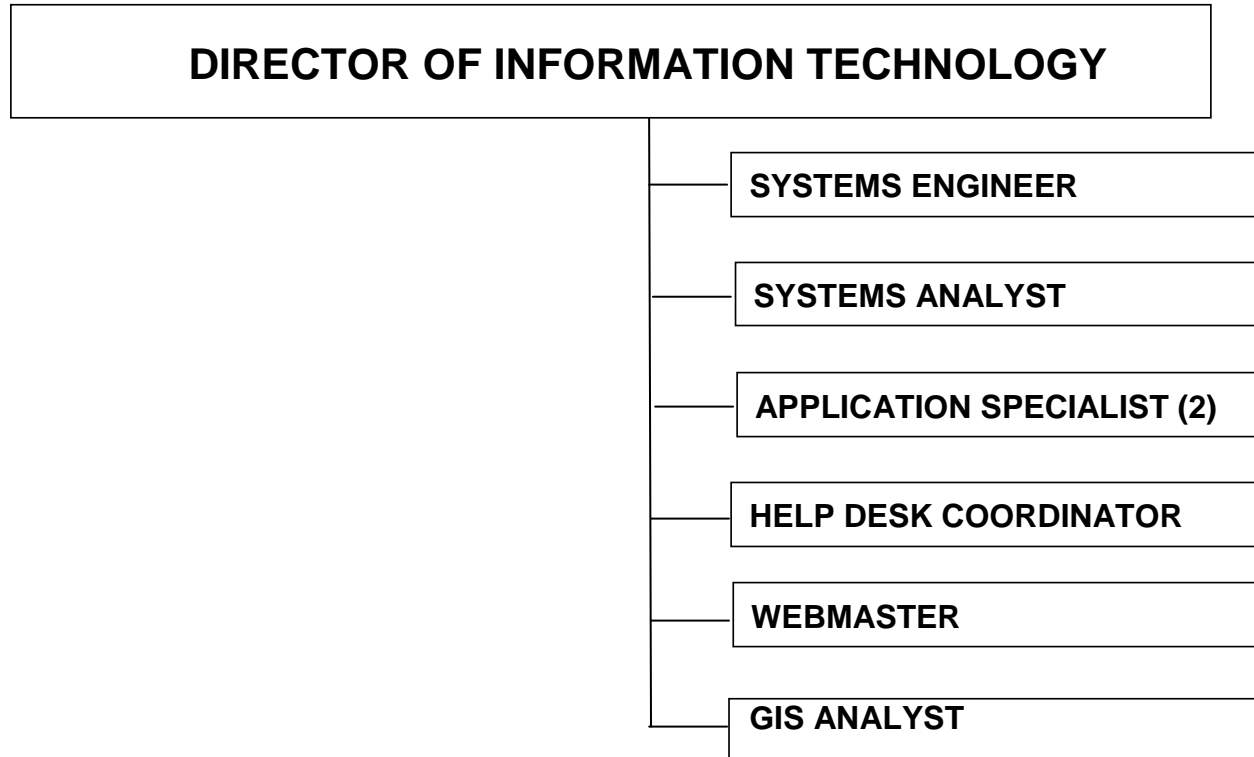 DIRECTOR OF INFORMATION TECHNOLOGY
SYSTEMS ENGINEER
SYSTEMS ANALYST
APPLICATION SPECIALIST (2)
HELP DESK COORDINATOR
WEBMASTER
GIS ANALYST